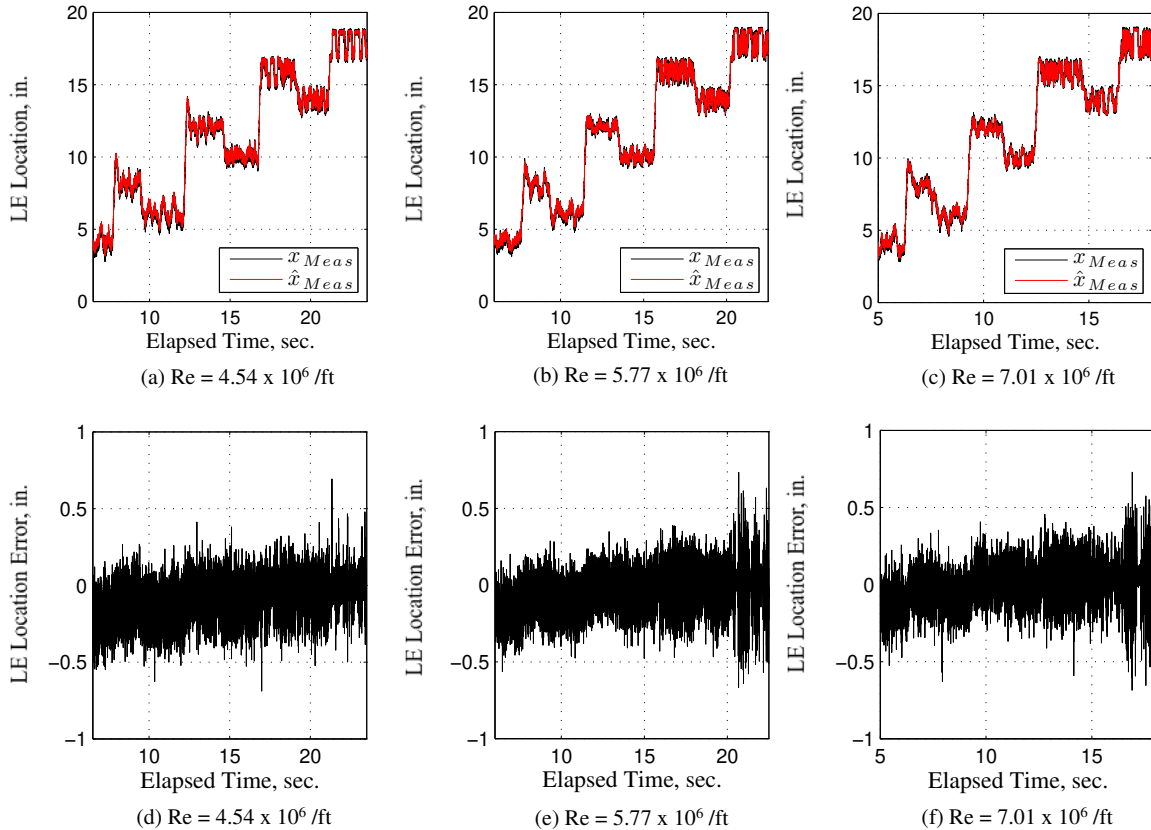 20
15
10
5
0
LE Location, in.
10
15
20
Elapsed Time, sec.
x Meas
x̂ Meas
(a) Re = 4.54 x 10⁶ /ft
20
15
10
5
0
LE Location, in.
10
15
20
Elapsed Time, sec.
x Meas
x̂ Meas
(b) Re = 5.77 x 10⁶ /ft
20
15
10
5
0
LE Location, in.
5
10
15
Elapsed Time, sec.
x Meas
x̂ Meas
(c) Re = 7.01 x 10⁶ /ft
1
0.5
0
−0.5
−1
LE Location Error, in.
10
15
20
Elapsed Time, sec.
(d) Re = 4.54 x 10⁶ /ft
1
0.5
0
−0.5
−1
LE Location Error, in.
10
15
20
Elapsed Time, sec.
(e) Re = 5.77 x 10⁶ /ft
1
0.5
0
−0.5
−1
LE Location Error, in.
5
10
15
Elapsed Time, sec.
(f) Re = 7.01 x 10⁶ /ft